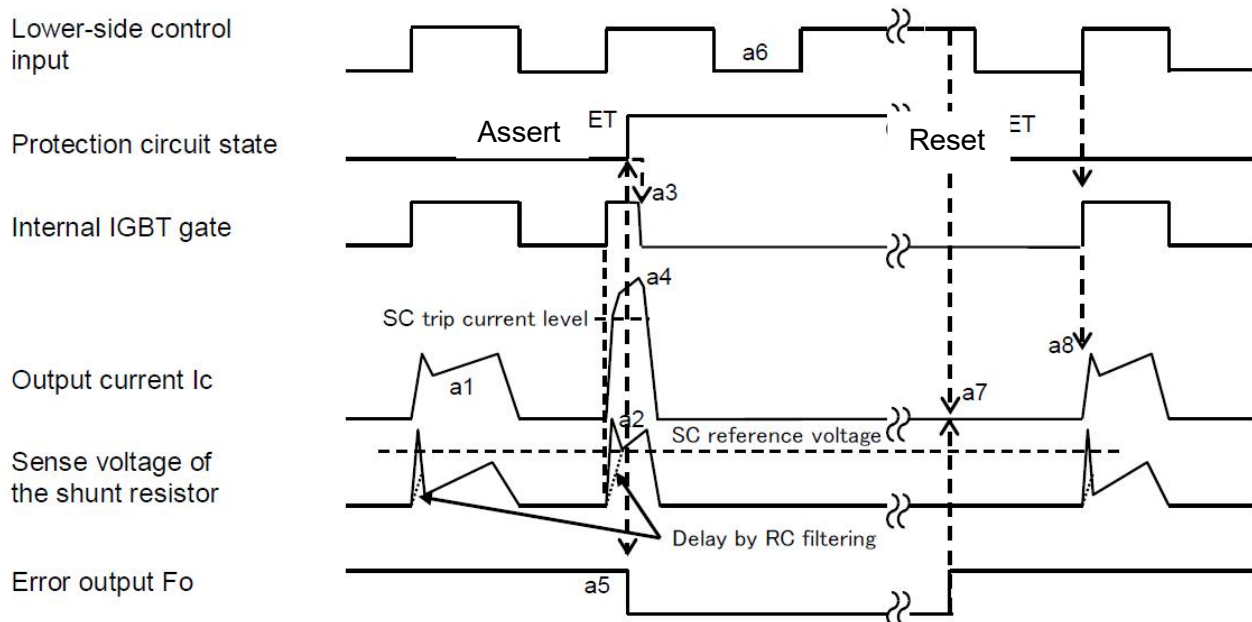 Lower-side control
input
a6
Protection circuit state
Assert
ET
Reset
ET
Internal IGBT gate
a3
a4
SC trip current level
Output current Ic
a1
a7
a8
a2
SC reference voltage
Sense voltage of
the shunt resistor
Delay by RC filtering
Error output Fo
a5